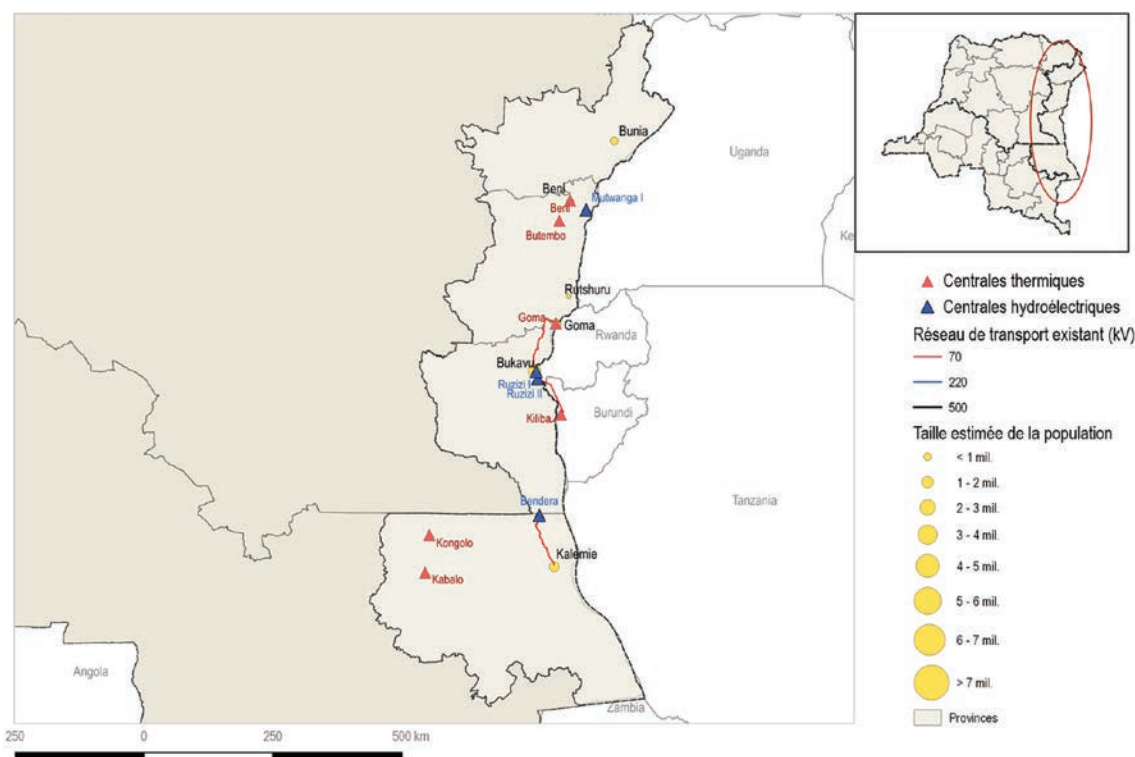 Bunia
Uganda
Beni
Beni
Mutwanga I
Butembo
Ke
Rutshuru
Goma
Goma
Rwanda
Bukavu
Ruzizi I
Ruzizi II
Kiliba
Burundi
Bendera
Tanzania
Kongolo
Kalemie
Kabalo
Angola
Zambia
250 0 250 500 km
Centrales thermiques
Centrales hydroélectriques
Réseau de transport existant (kV)
70
220
500
Taille estimée de la population
< 1 mil.
1 - 2 mil.
2 - 3 mil.
3 - 4 mil.
4 - 5 mil.
5 - 6 mil.
6 - 7 mil.
> 7 mil.
Provinces